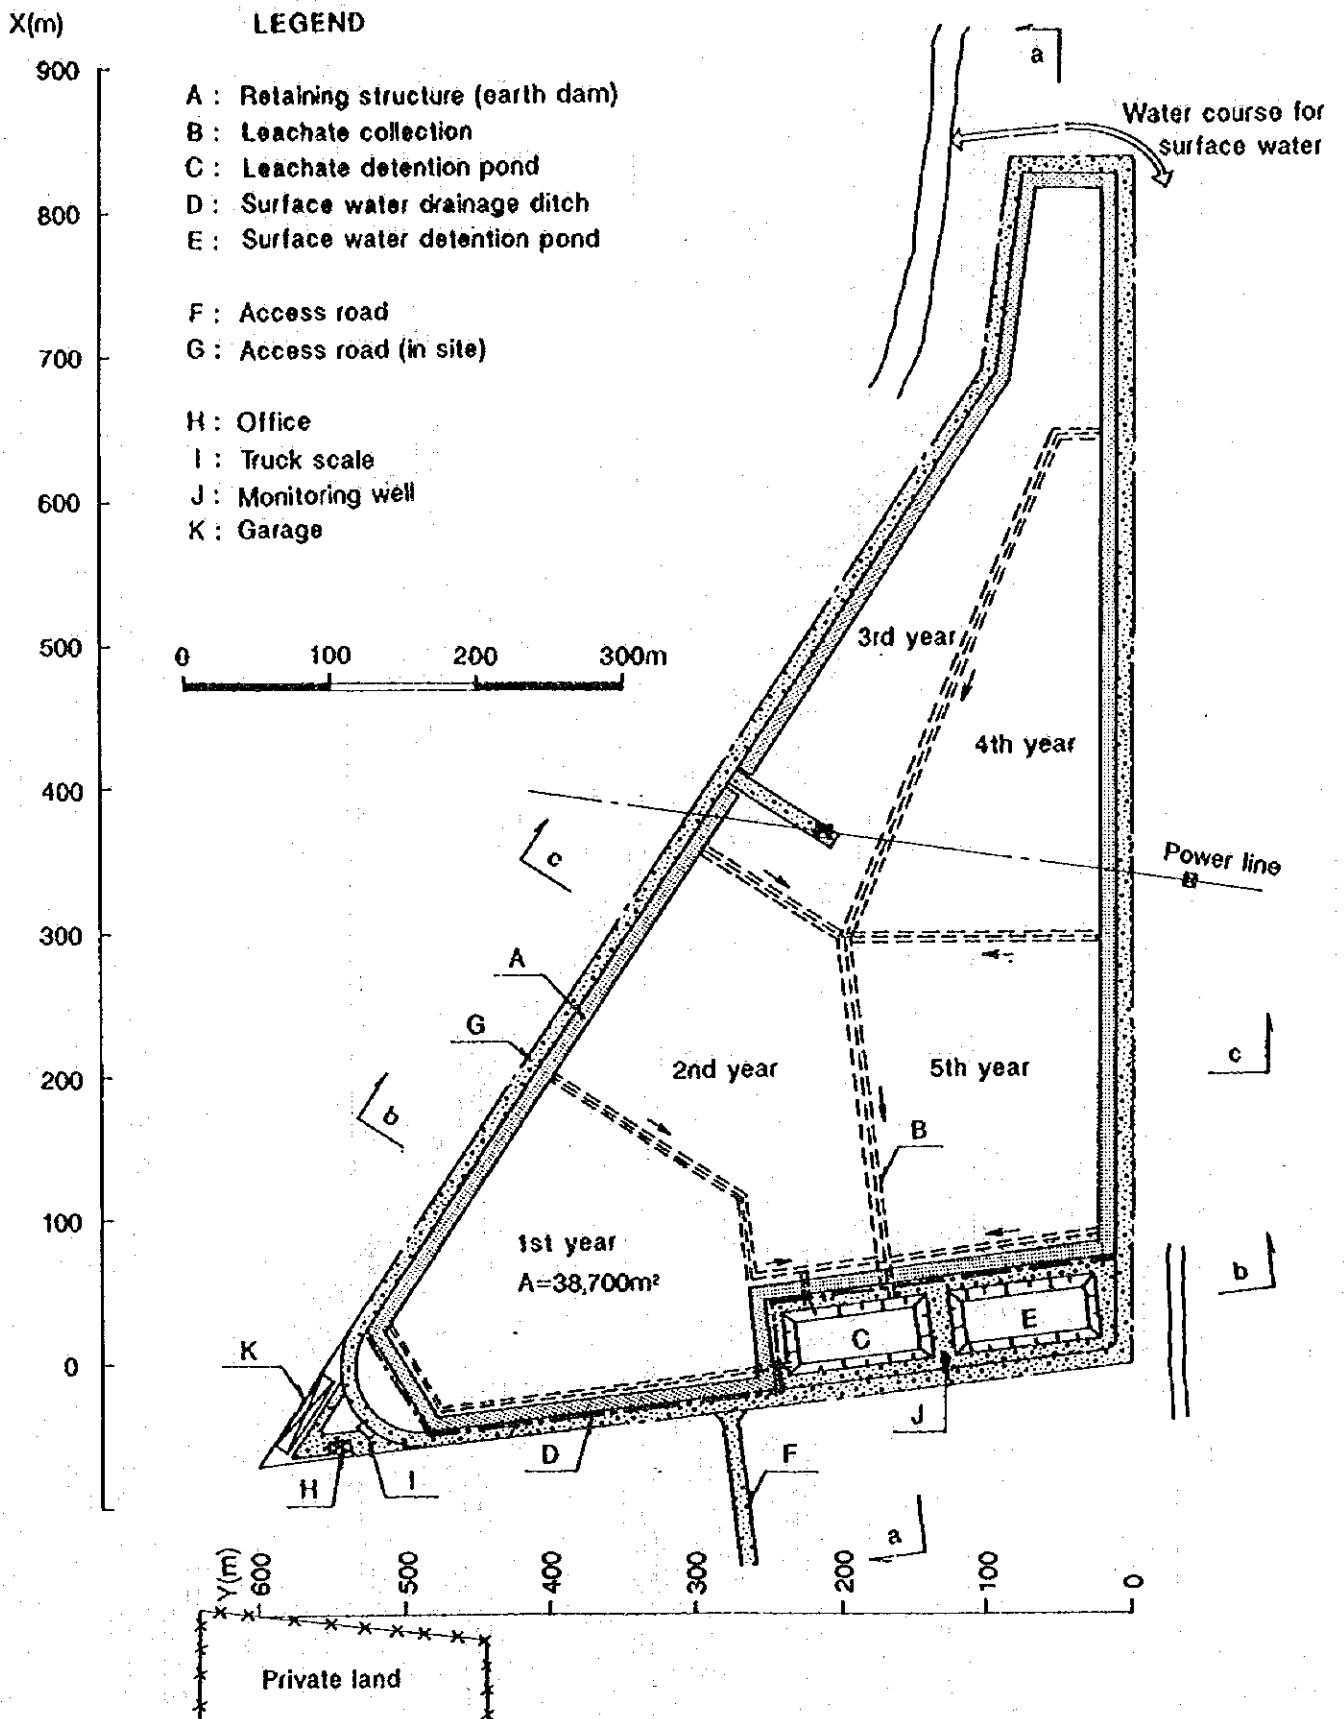 X(m)
LEGEND
A : Retaining structure (earth dam)
B : Leachate collection
C : Leachate detention pond
D : Surface water drainage ditch
E : Surface water detention pond
F : Access road
G : Access road (in site)
H : Office
I : Truck scale
J : Monitoring well
K : Garage
900
800
700
600
500
400
300
200
100
0
0 100 200 300m
a
Water course for
surface water
3rd year
4th year
Power line
c
A
G
2nd year
5th year
c
b
B
1st year
A=38,700m²
b
K
C
E
J
D
F
H
I
a
Y(m)
600
500
400
300
200
100
0
Private land